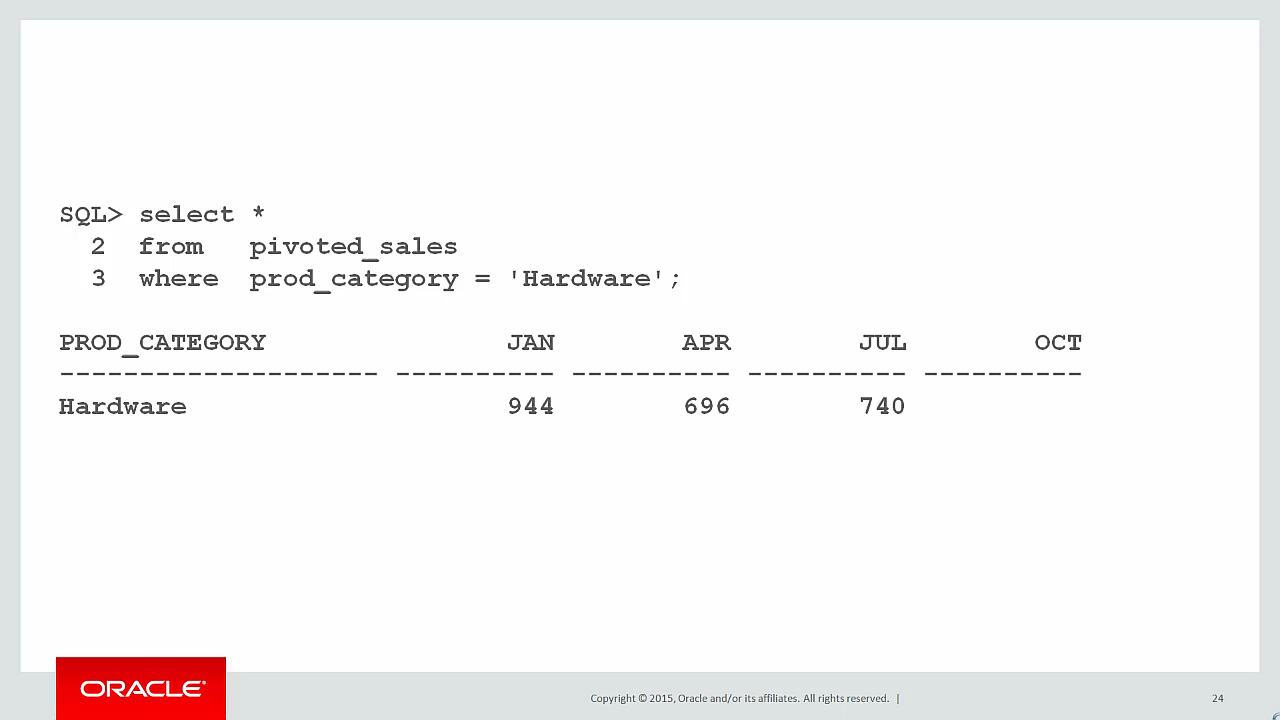 SQL> select *
  2  from   pivoted_sales
  3  where  prod_category = 'Hardware';
PROD_CATEGORY               JAN        APR        JUL        OCT
-------------------- ---------- ---------- ---------- ----------
Hardware                    944        696        740
ORACLE®
Copyright © 2015, Oracle and/or its affiliates. All rights reserved. |
24